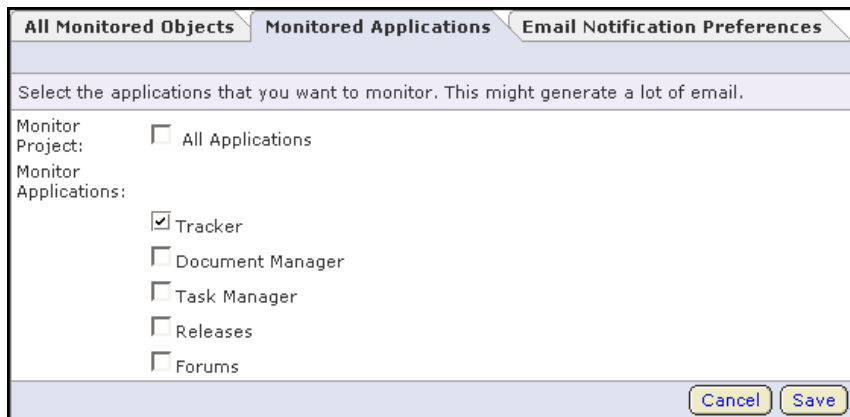 All Monitored Objects Monitored Applications Email Notification Preferences
Select the applications that you want to monitor. This might generate a lot of email.
Monitor
Project:
All Applications
Monitor
Applications:
Tracker
Document Manager
Task Manager
Releases
Forums
Cancel Save